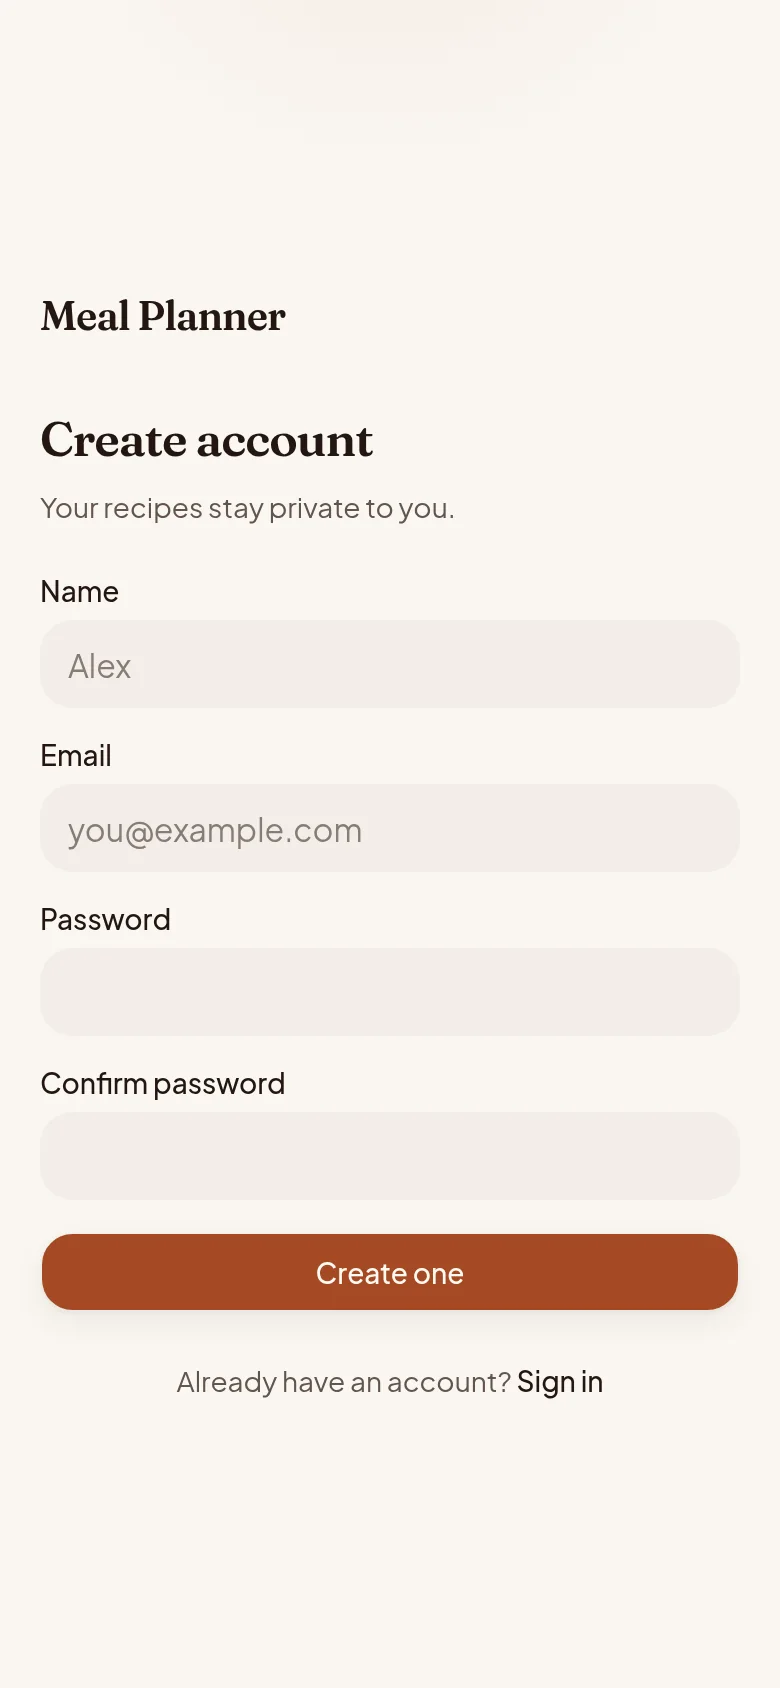 Meal Planner
Create account
Your recipes stay private to you.
Name
Alex
Email
you@example.com
Password
Confirm password
Create one
Already have an account? Sign in